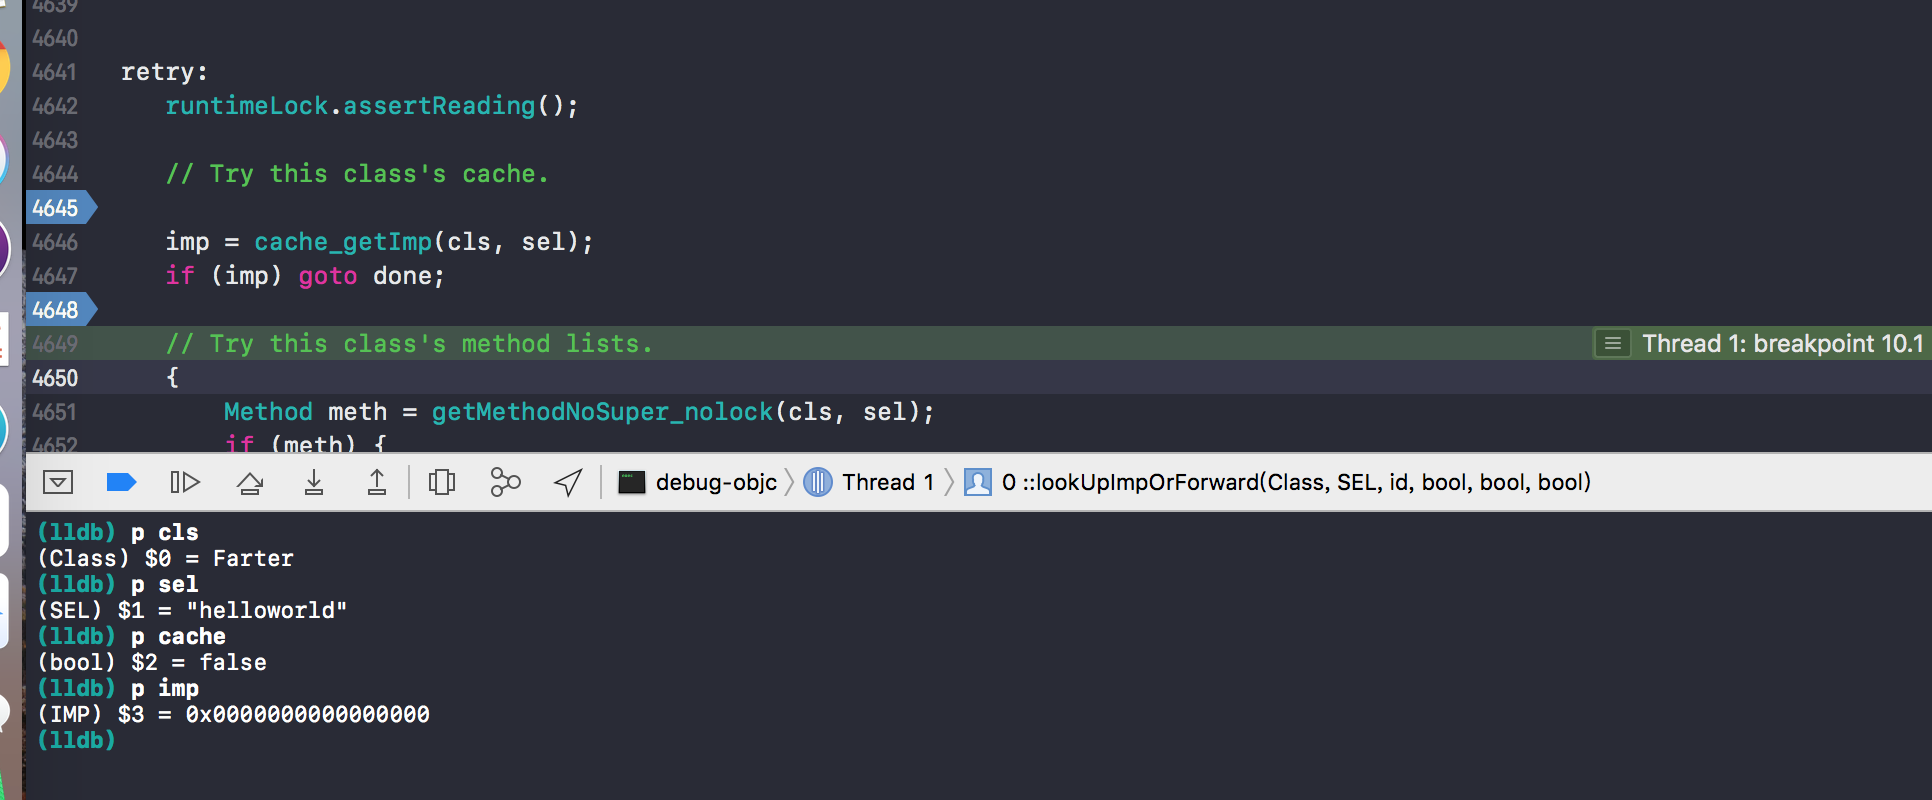 4639
4640
4641 retry:
4642 runtimeLock.assertReading();
4643
4644 // Try this class's cache.
4645
4646 imp = cache_getImp(cls, sel);
4647 if (imp) goto done;
4648
4649 // Try this class's method lists. Thread 1: breakpoint 10.1
4650 {
4651 Method meth = getMethodNoSuper_nolock(cls, sel);
4652 if (meth) {
debug-objc Thread 1 0 ::lookUpImpOrForward(Class, SEL, id, bool, bool, bool)
(lldb) p cls
(Class) $0 = Farter
(lldb) p sel
(SEL) $1 = "helloworld"
(lldb) p cache
(bool) $2 = false
(lldb) p imp
(IMP) $3 = 0x0000000000000000
(lldb)